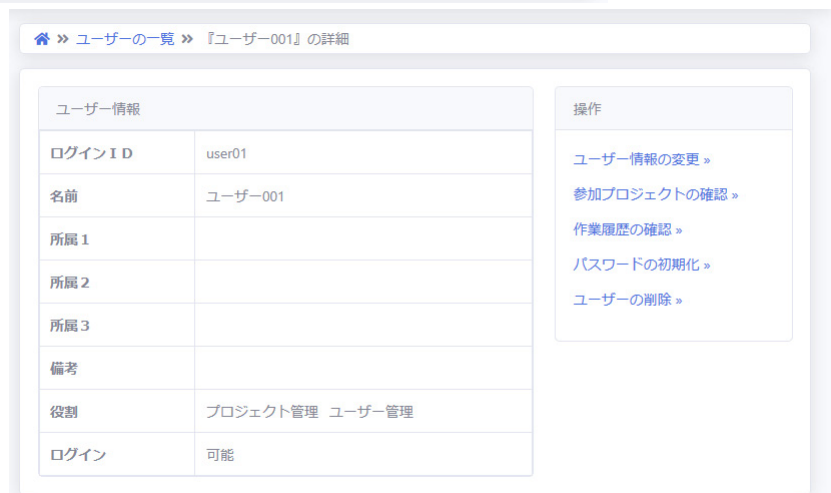 ユーザーの一覧 『ユーザー001』の詳細
ユーザー情報
ログインＩＤ user01
名前 ユーザー001
所属１
所属２
所属３
備考
役割 プロジェクト管理 ユーザー管理
ログイン 可能
操作
ユーザー情報の変更 »
参加プロジェクトの確認 »
作業履歴の確認 »
パスワードの初期化 »
ユーザーの削除 »